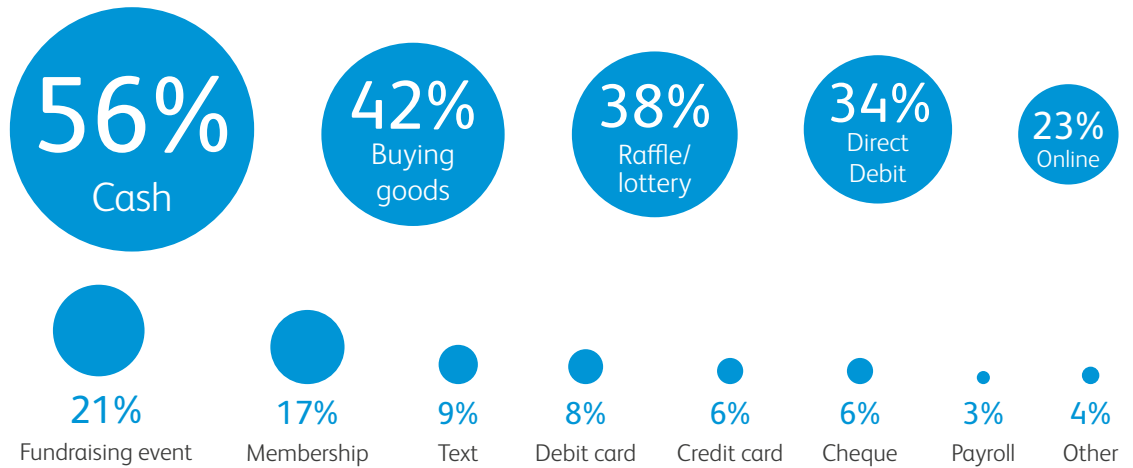 56%
Cash
42%
Buying
goods
38%
Raffle/
lottery
34%
Direct
Debit
23%
Online
21%
Fundraising event
17%
Membership
9%
Text
8%
Debit card
6%
Credit card
6%
Cheque
3%
Payroll
4%
Other